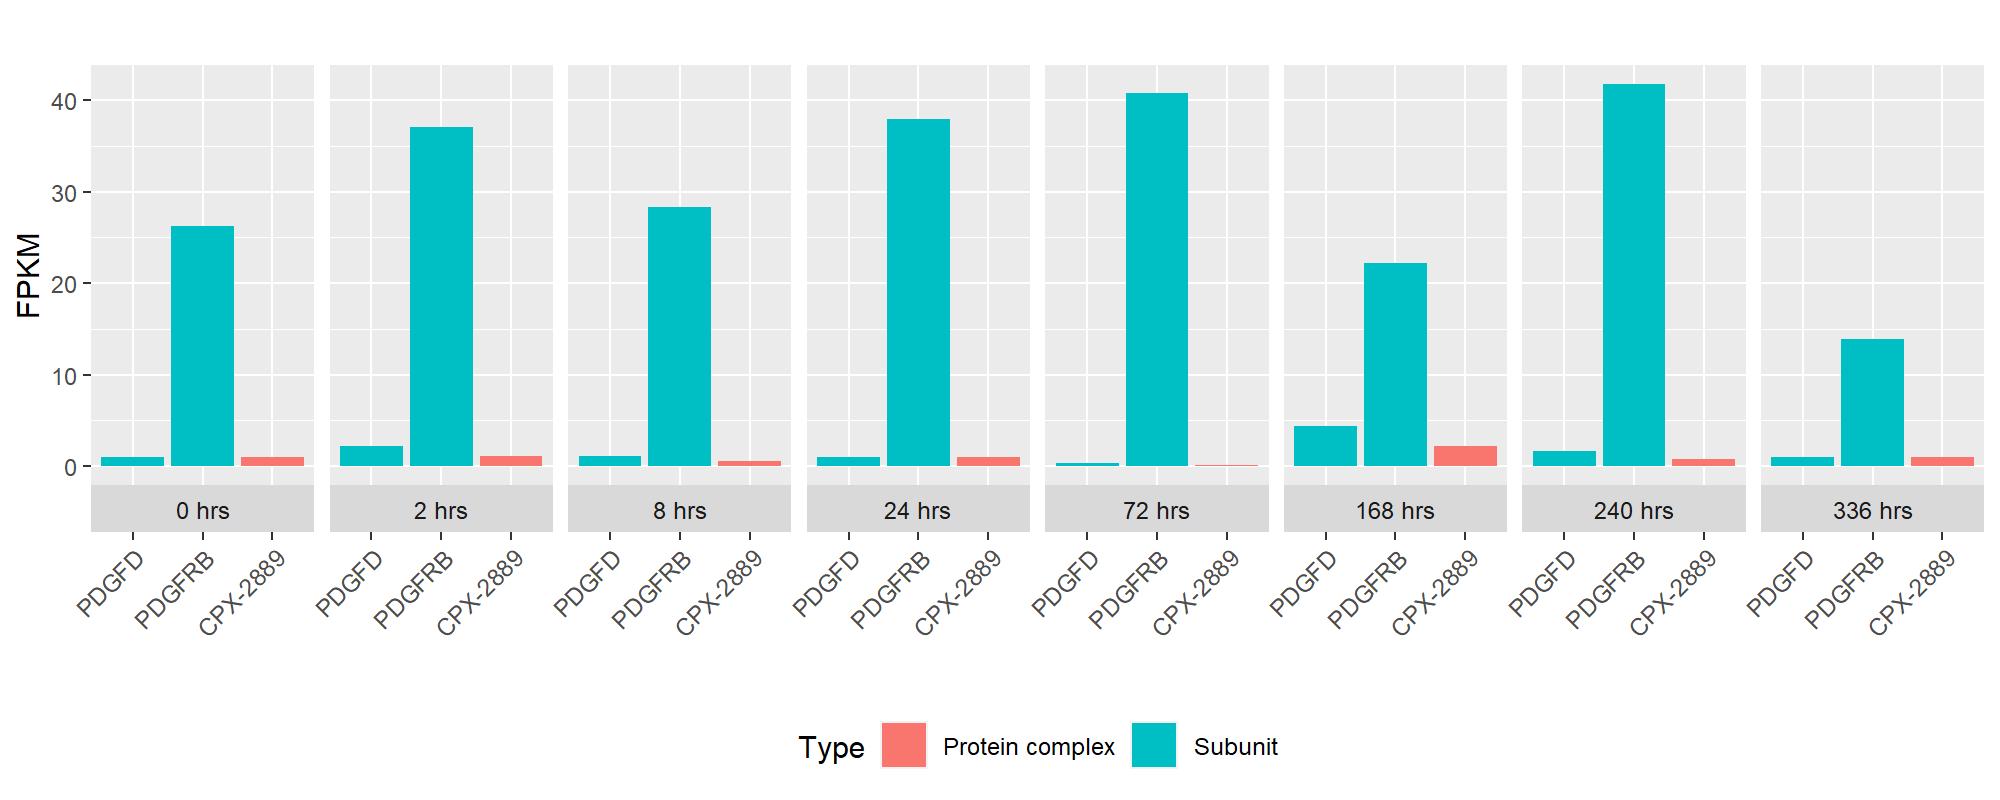 FPKM
40
30
20
10
0
0 hrs 2 hrs 8 hrs 24 hrs 72 hrs 168 hrs 240 hrs 336 hrs
PDGFD PDGFRB CPX-2889 PDGFD PDGFRB CPX-2889 PDGFD PDGFRB CPX-2889 PDGFD PDGFRB CPX-2889 PDGFD PDGFRB CPX-2889 PDGFD PDGFRB CPX-2889 PDGFD PDGFRB CPX-2889 PDGFD PDGFRB CPX-2889
Type Protein complex Subunit